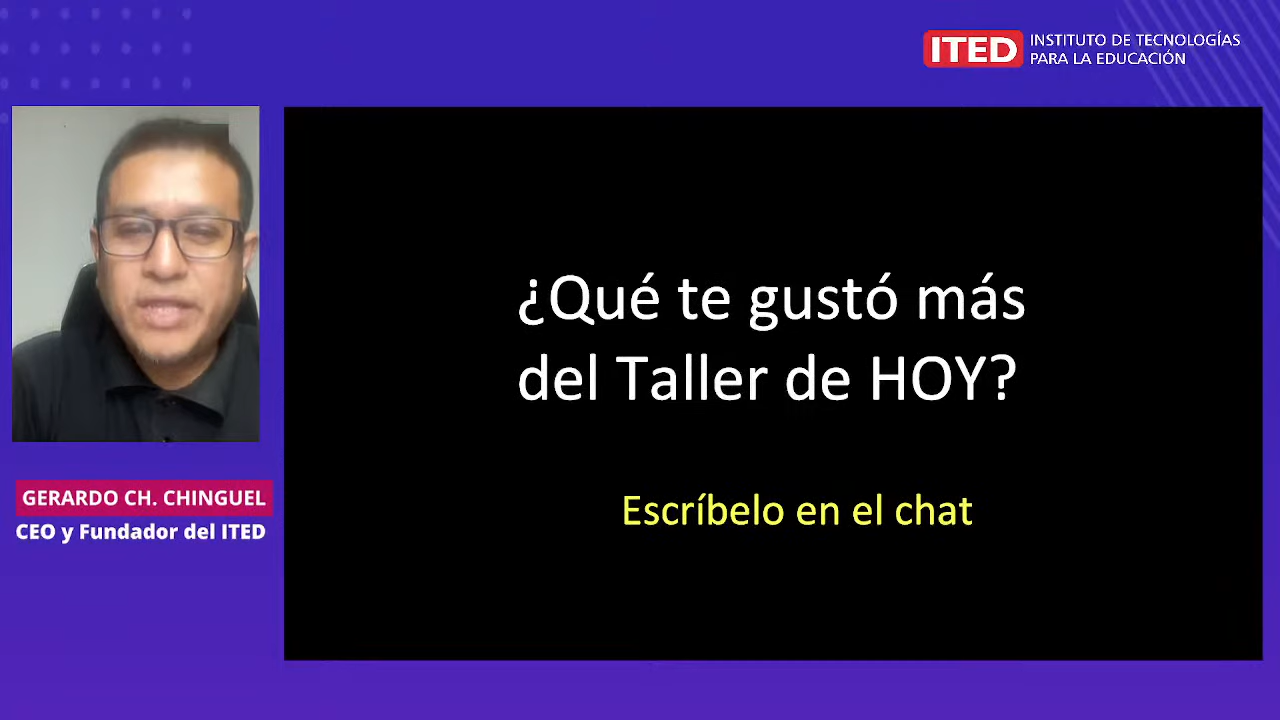 ITED
INSTITUTO DE TECNOLOGÍAS
PARA LA EDUCACIÓN
¿Qué te gustó más
del Taller de HOY?
Escríbelo en el chat
GERARDO CH. CHINGUEL
CEO y Fundador del ITED